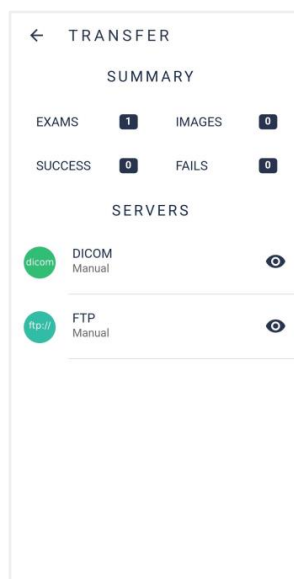 TRANSFER
SUMMARY
EXAMS 1 IMAGES 0
SUCCESS 0 FAILS 0
SERVERS
dicom
DICOM
Manual
ftp://
FTP
Manual